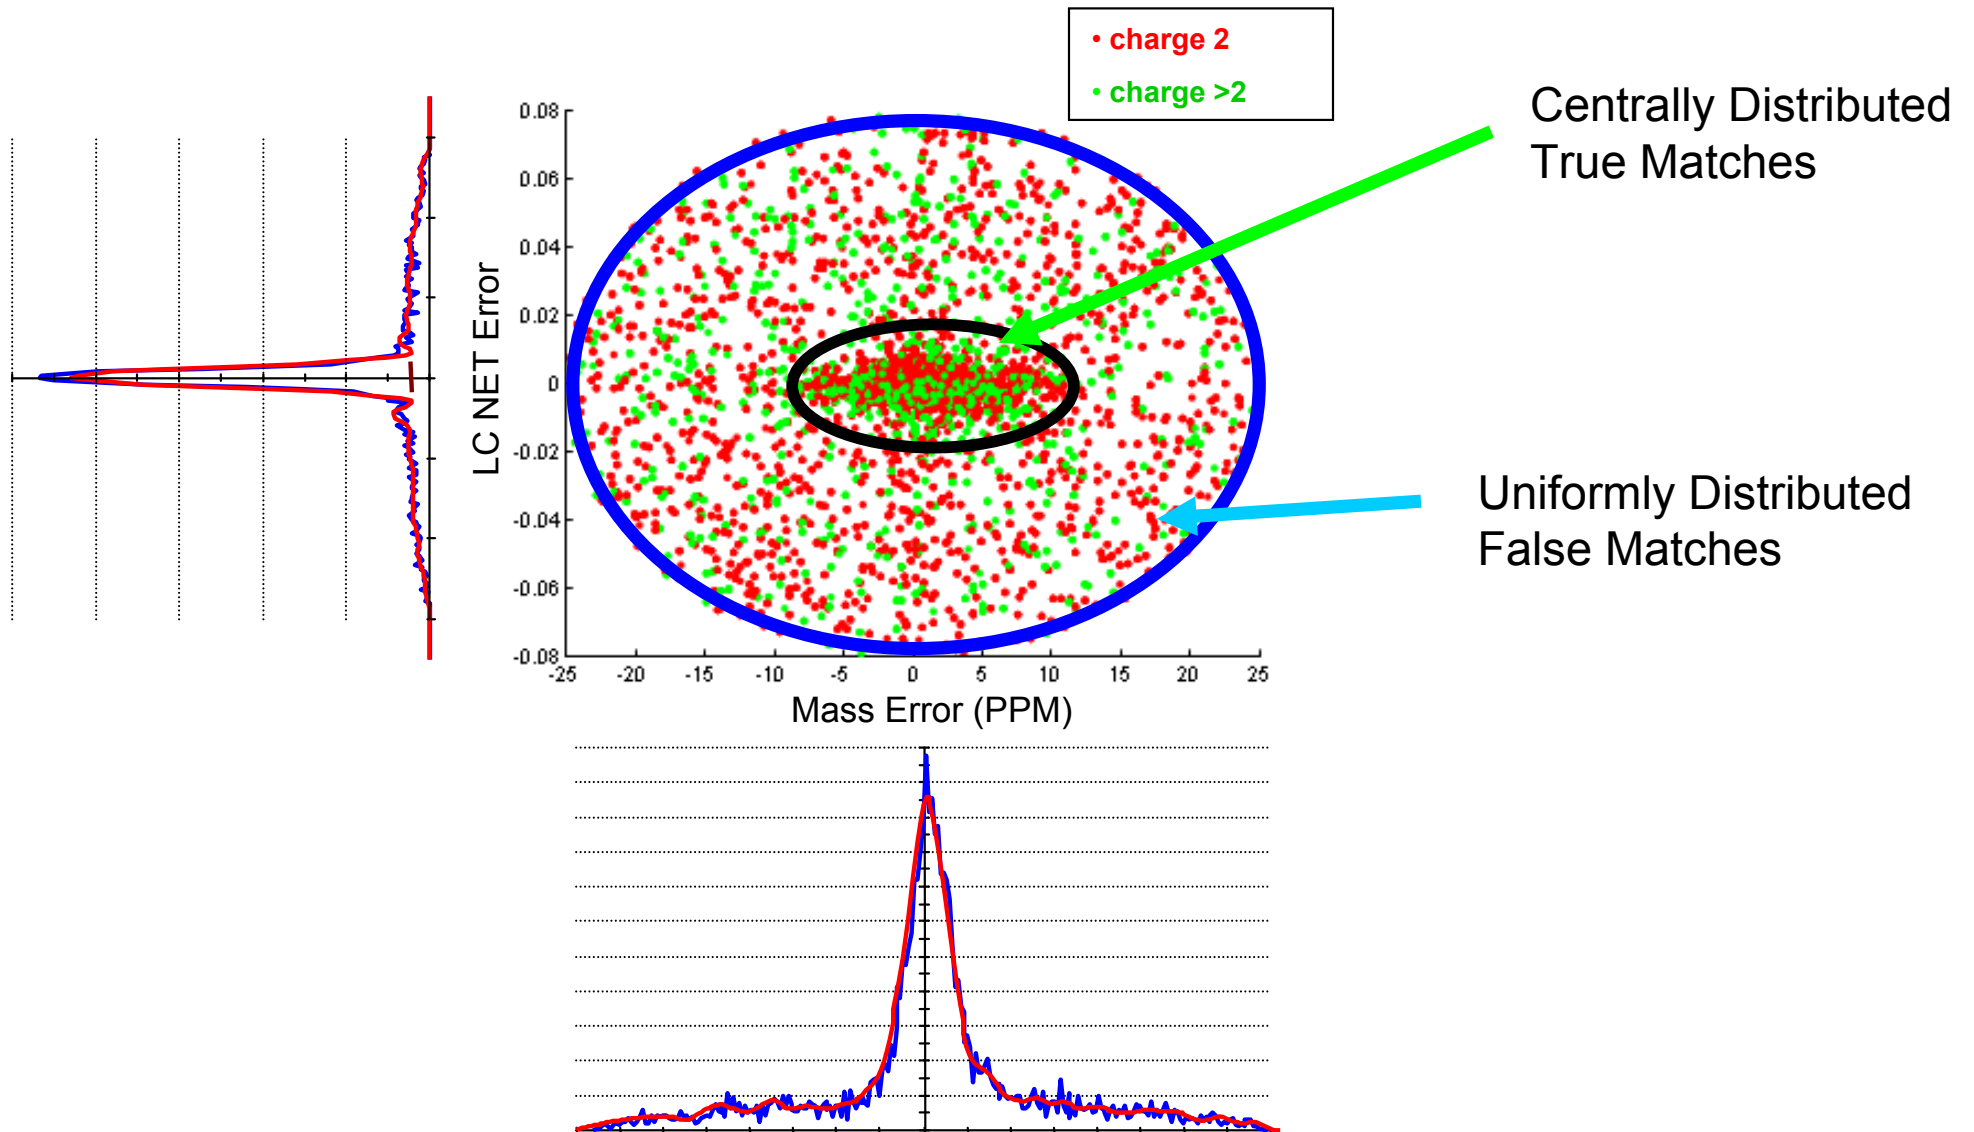 • charge 2
• charge >2
Centrally Distributed
True Matches
Uniformly Distributed
False Matches
LC NET Error
0.08
0.06
0.04
0.02
0
-0.02
-0.04
-0.06
-0.08
-25 -20 -15 -10 -5 0 5 10 15 20 25
Mass Error (PPM)